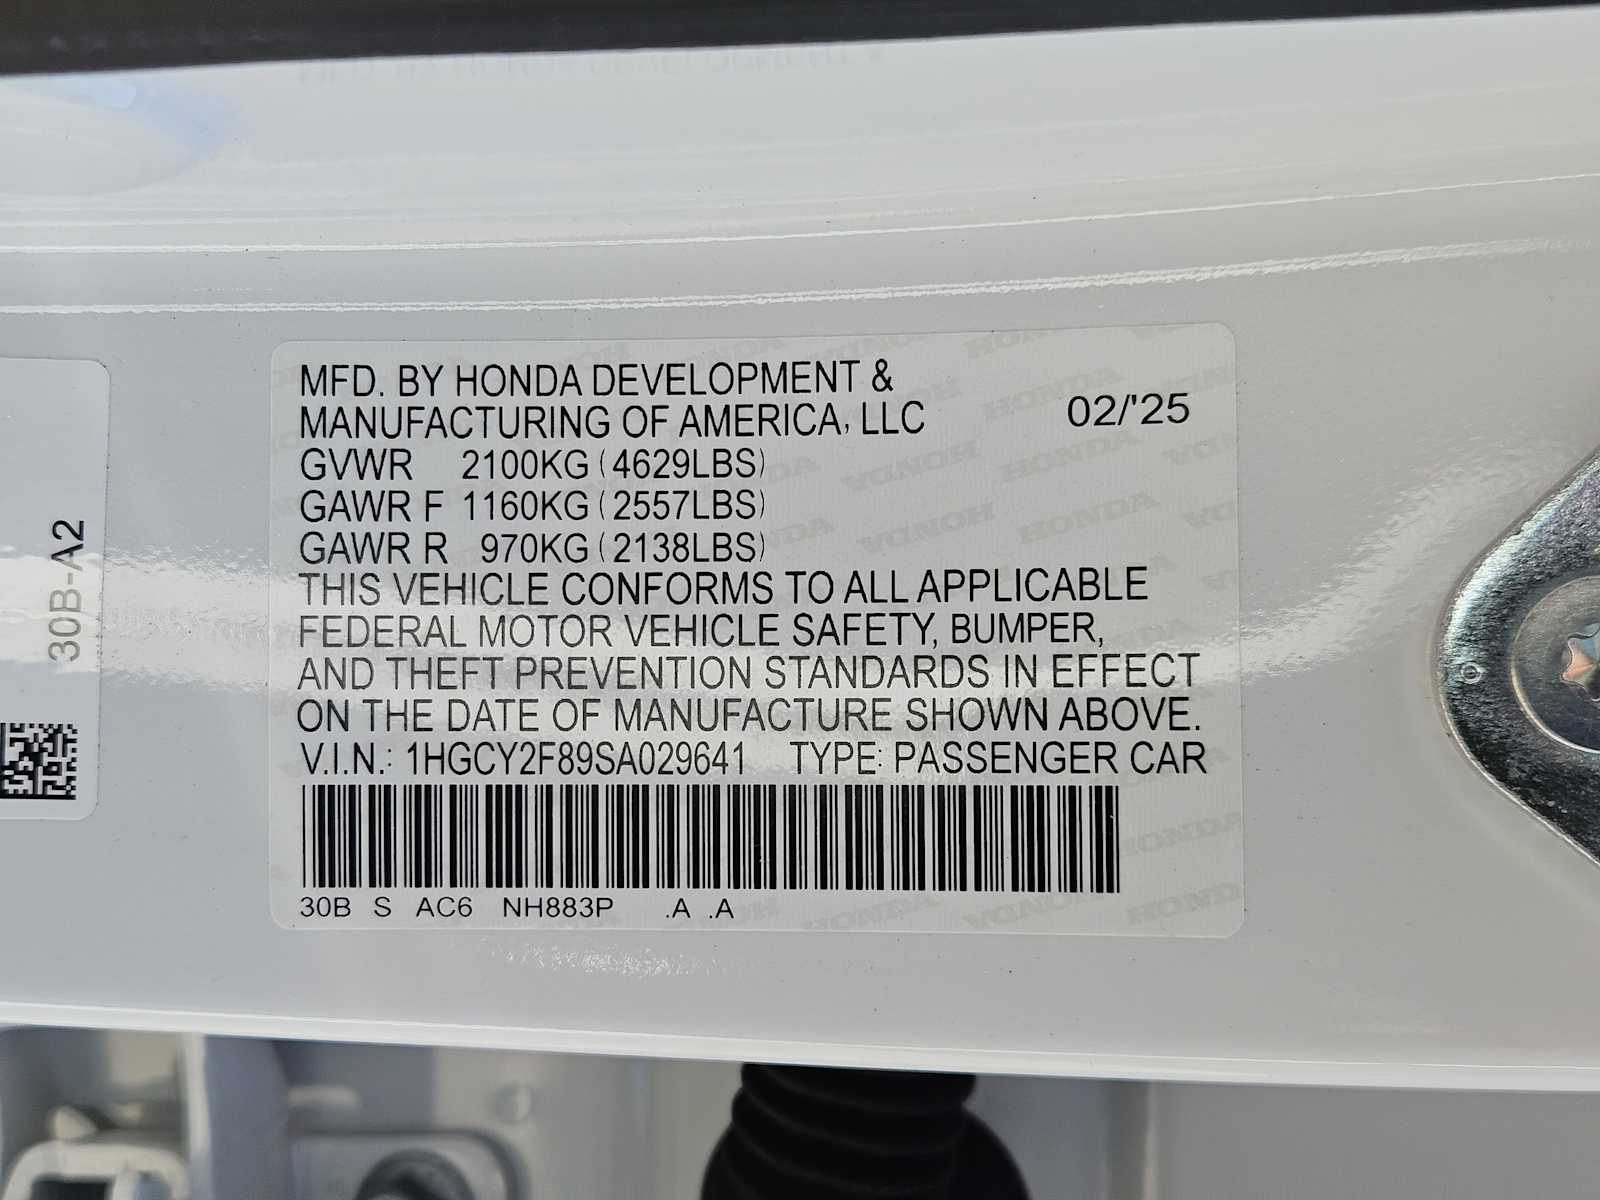 MFD. BY HONDA DEVELOPMENT &
MANUFACTURING OF AMERICA, LLC 02/'25
GVWR 2100KG (4629LBS)
GAWR F 1160KG (2557LBS)
GAWR R 970KG (2138LBS)
THIS VEHICLE CONFORMS TO ALL APPLICABLE
FEDERAL MOTOR VEHICLE SAFETY, BUMPER,
AND THEFT PREVENTION STANDARDS IN EFFECT
ON THE DATE OF MANUFACTURE SHOWN ABOVE.
V.I.N.: 1HGCY2F89SA029641 TYPE: PASSENGER CAR
30B S AC6 NH883P .A .A
30B-A2